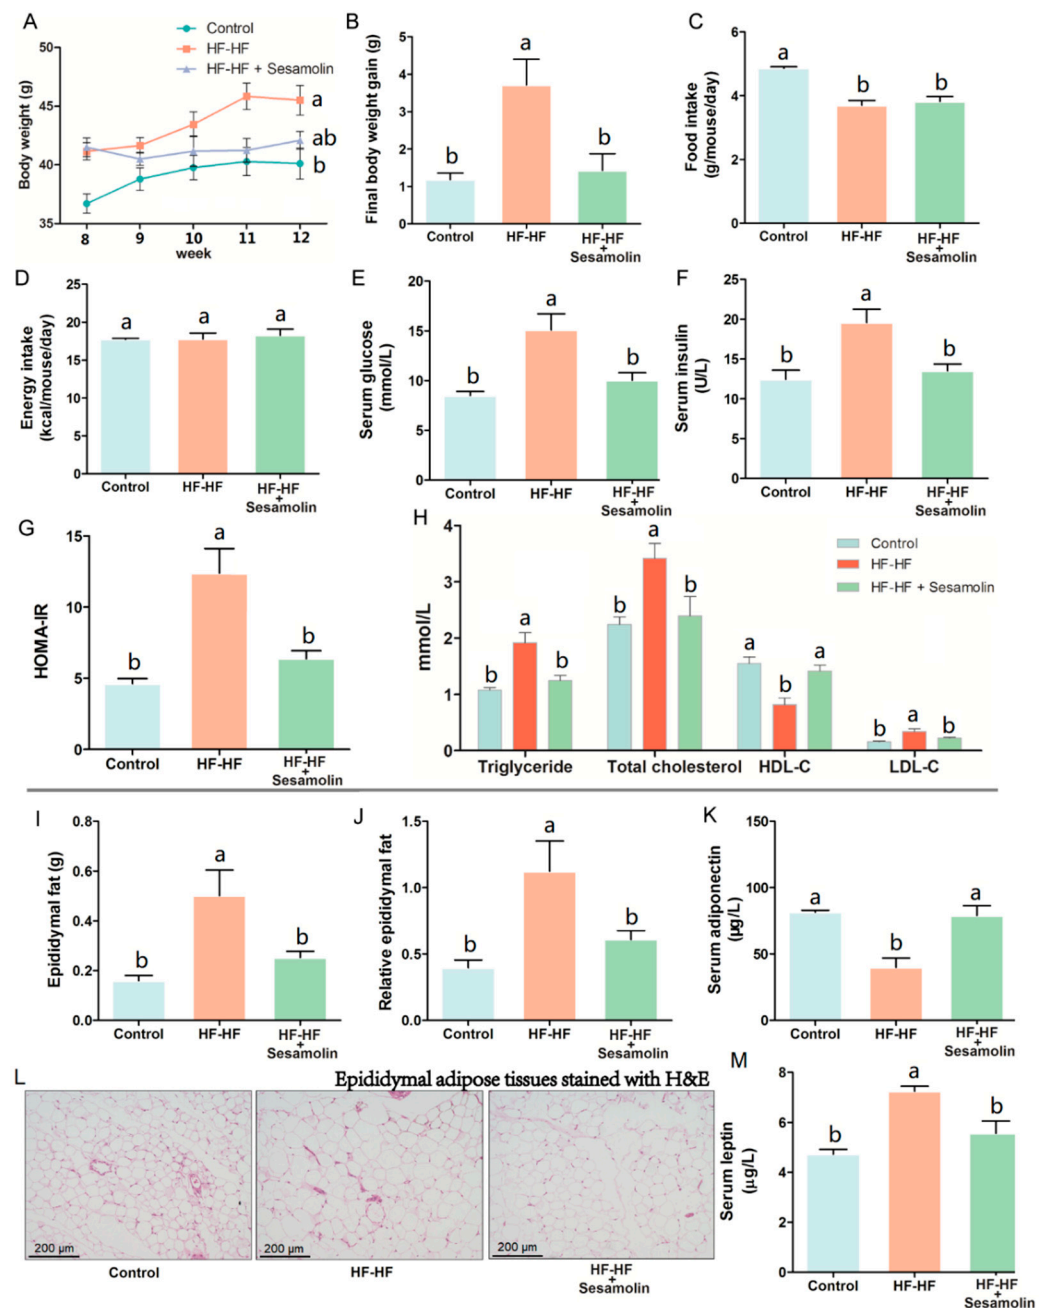 A
Control
HF-HF
HF-HF + Sesamolin
Body weight (g)
50
45
40
35
a
ab
b
8 9 10 11 12
week
B
Final body weight gain (g)
5
4
3
2
1
0
b a b
Control HF-HF HF-HF
+
Sesamolin
C
Food intake
(g/mouse/day)
6
4
2
0
a b b
Control HF-HF HF-HF
+
Sesamolin
D
Energy intake
(kcal/mouse/day)
25
20
15
10
5
0
a a a
Control HF-HF HF-HF
+
Sesamolin
E
Serum glucose
(mmol/L)
20
15
10
5
0
b a b
Control HF-HF HF-HF
+
Sesamolin
F
Serum insulin
(U/L)
25
20
15
10
5
0
b a b
Control HF-HF HF-HF
+
Sesamolin
G
HOMA-IR
15
10
5
0
b a b
Control HF-HF HF-HF
+
Sesamolin
H
mmol/L
4
3
2
1
0
Control
HF-HF
HF-HF + Sesamolin
b a b b a b a b a b a b
Triglyceride Total cholesterol HDL-C LDL-C
I
Epididymal fat (g)
0.8
0.6
0.4
0.2
0.0
b a b
Control HF-HF HF-HF
+
Sesamolin
J
Relative epididymal fat
1.5
1.0
0.5
0.0
b a b
Control HF-HF HF-HF
+
Sesamolin
K
Serum adiponectin
(μg/L)
150
100
50
0
a b a
Control HF-HF HF-HF
+
Sesamolin
L
Epididymal adipose tissues stained with H&E
200 μm 200 μm 200 μm
Control HF-HF HF-HF
+
Sesamolin
M
Serum leptin
(μg/L)
8
6
4
2
0
b a b
Control HF-HF HF-HF
+
Sesamolin